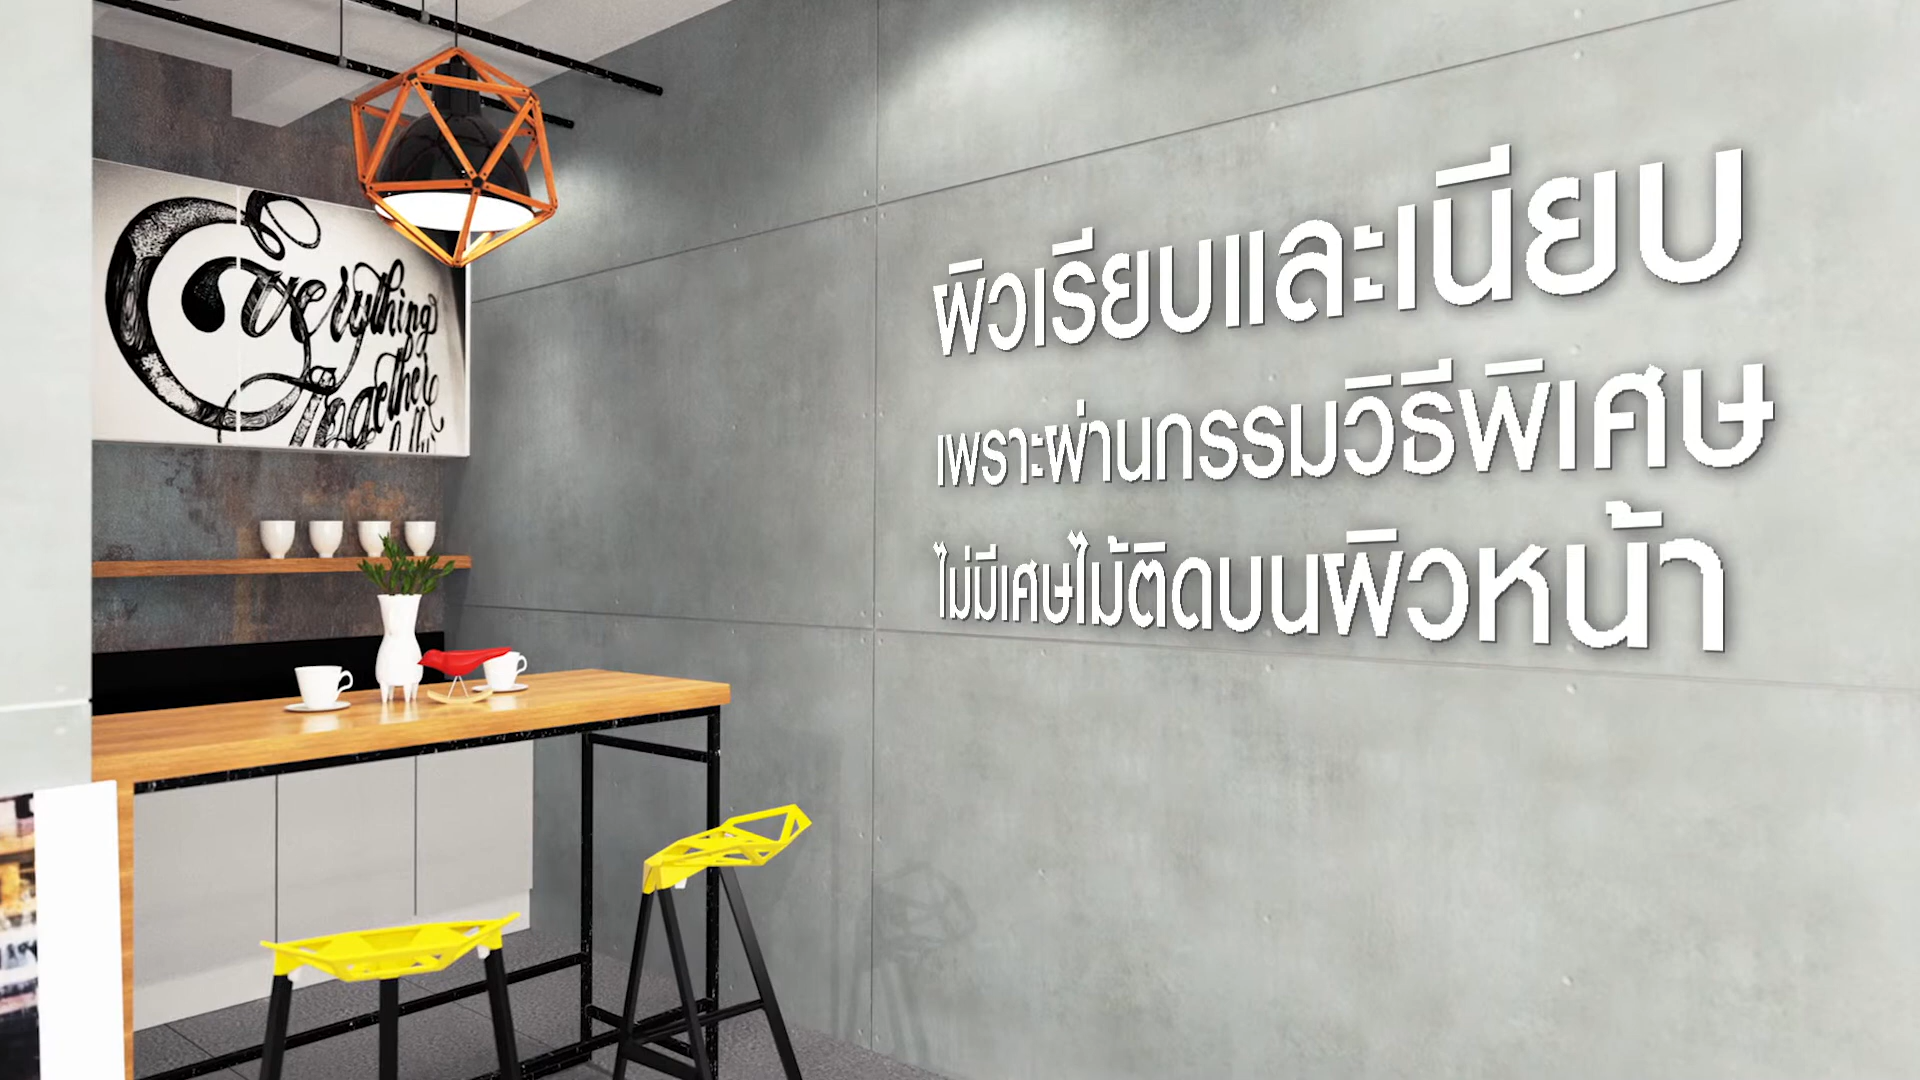 Everything
Together
ผิวเรียบและเนียบ
เพราะผ่านกรรมวิธีพิเศษ
ไม่มีเศษไม้ติดบนผิวหน้า